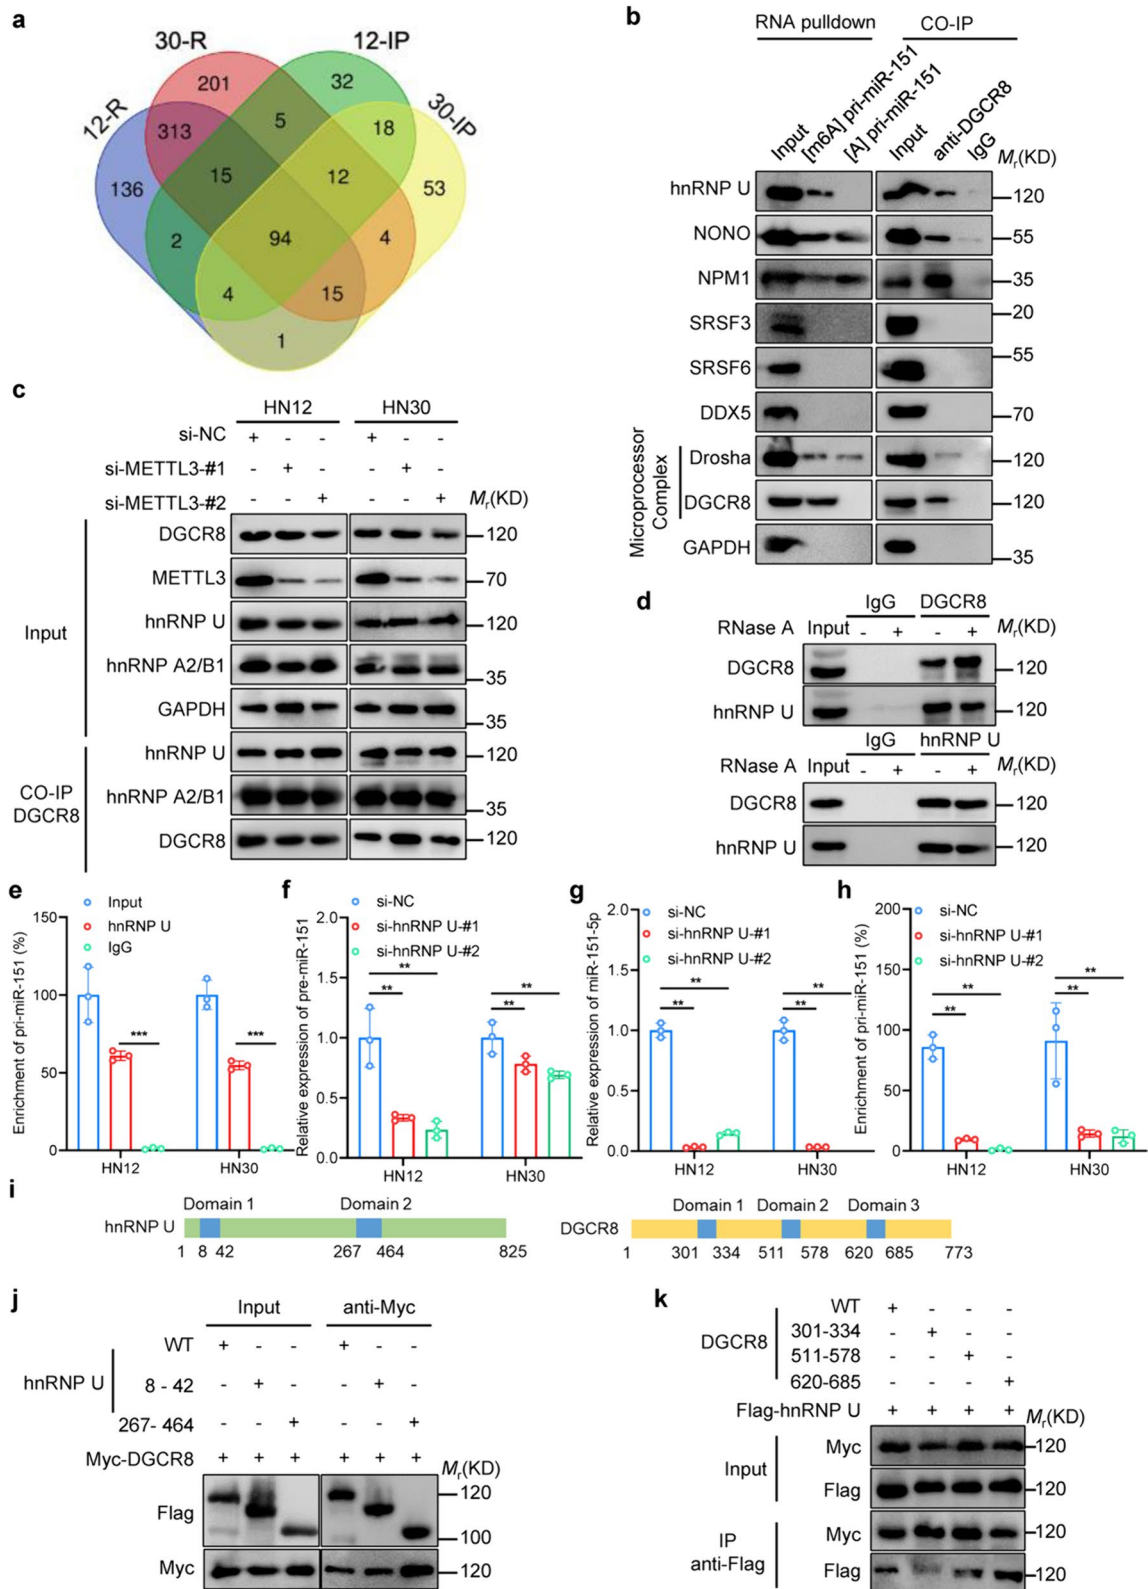 a
30-R
12-IP
12-R
30-IP
201
32
313
5
18
136
15
12
53
2
94
4
4
15
1
b
RNA pulldown
CO-IP
Input
[m6A] pri-miR-151
[A] pri-miR-151
Input
anti-DGCR8
IgG
Mr(KD)
hnRNP U
120
NONO
55
NPM1
35
SRSF3
20
SRSF6
55
DDX5
70
Microprocessor Complex
Drosha
120
DGCR8
120
GAPDH
35
c
HN12 HN30
si-NC + - - + - -
si-METTL3-#1 - + - - + -
si-METTL3-#2 - - + - - + Mr(KD)
Input
DGCR8 120
METTL3 70
hnRNP U 120
hnRNP A2/B1 35
GAPDH 35
CO-IP
DGCR8
hnRNP U 120
hnRNP A2/B1 35
DGCR8 120
d
IgG DGCR8
RNase A Input - + - + Mr(KD)
DGCR8 120
hnRNP U 120
IgG hnRNP U
RNase A Input - + - + Mr(KD)
DGCR8 120
hnRNP U 120
e
Enrichment of pri-miR-151 (%)
Input
hnRNP U
IgG
150
100
50
0
*** ***
HN12 HN30
f
Relative expression of pre-miR-151
si-NC
si-hnRNP U-#1
si-hnRNP U-#2
2.0
1.5
1.0
0.5
0.0
** ** ** **
HN12 HN30
g
Relative expression of miR-151-5p
si-NC
si-hnRNP U-#1
si-hnRNP U-#2
2.0
1.5
1.0
0.5
0.0
** ** ** **
HN12 HN30
h
Enrichment of pri-miR-151 (%)
si-NC
si-hnRNP U-#1
si-hnRNP U-#2
200
150
100
50
0
** ** ** **
HN12 HN30
i
Domain 1 Domain 2
hnRNP U
1 8 42 267 464 825
Domain 1 Domain 2 Domain 3
DGCR8
1 301 334 511 578 620 685 773
j
Input anti-Myc
hnRNP U
WT + - - + - -
8 - 42 - + - - + -
267- 464 - - + - - +
Myc-DGCR8 + + + + + + Mr(KD)
Flag 120
100
Myc 120
k
DGCR8
WT + - - -
301-334 - + - -
511-578 - - + -
620-685 - - - +
Flag-hnRNP U + + + + Mr(KD)
Input
Myc 120
Flag 120
IP
anti-Flag
Myc 120
Flag 120